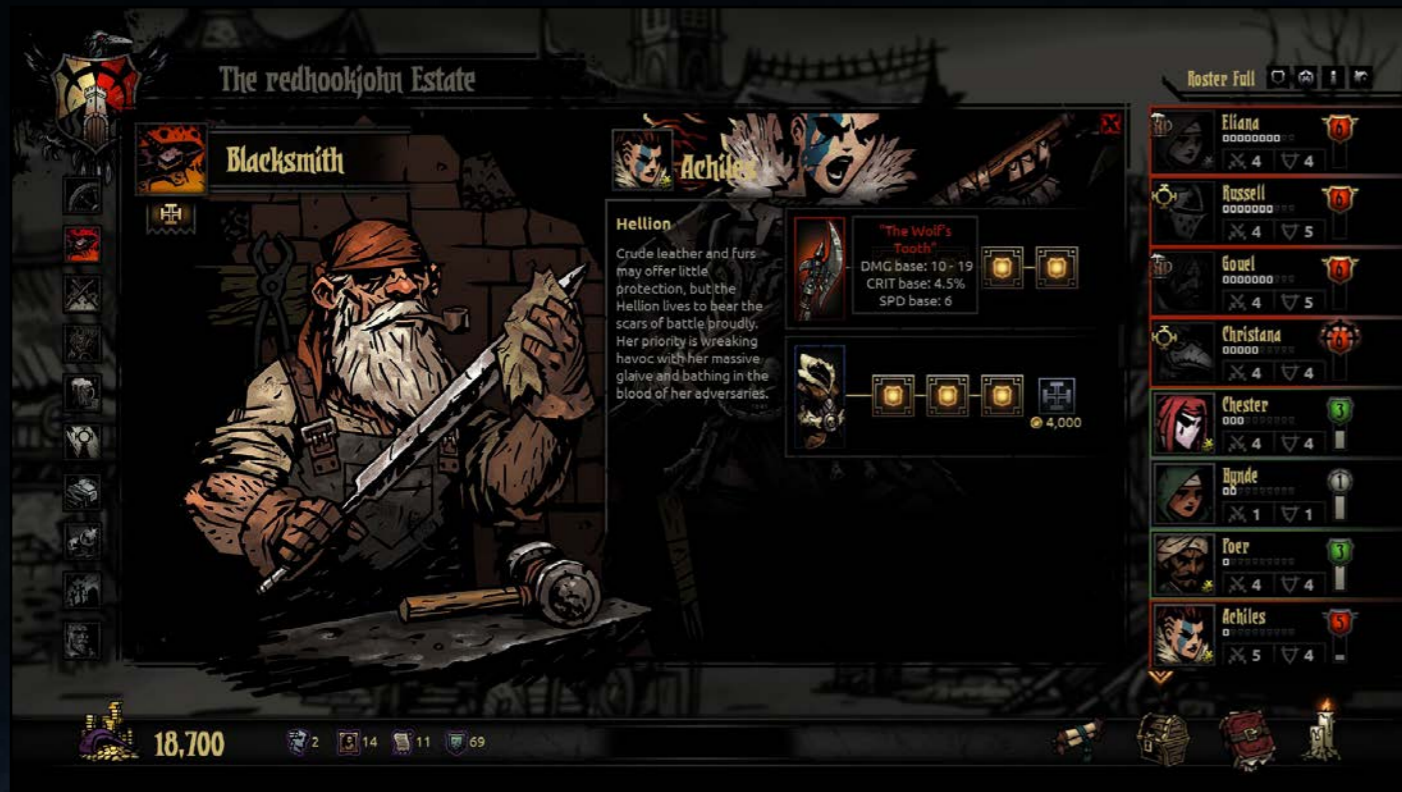 The redhookjohn Estate
Roster Full
Blacksmith
Achiles
Hellion
Crude leather and furs
may offer little
protection, but the
Hellion lives to bear the
scars of battle proudly.
Her priority is wreaking
havoc with her massive
glaive and bathing in the
blood of her adversaries.
"The Wolf's
Tooth"
DMG base: 10 - 19
CRIT base: 4.5%
SPD base: 6
4,000
Eliana
6
4 4
Russell
6
4 5
Gouel
6
4 5
Christana
6
4 4
Chester
3
4 4
Hynde
1
1 1
Poer
3
4 4
Achiles
5
5 4
18,700
2 14 11 69